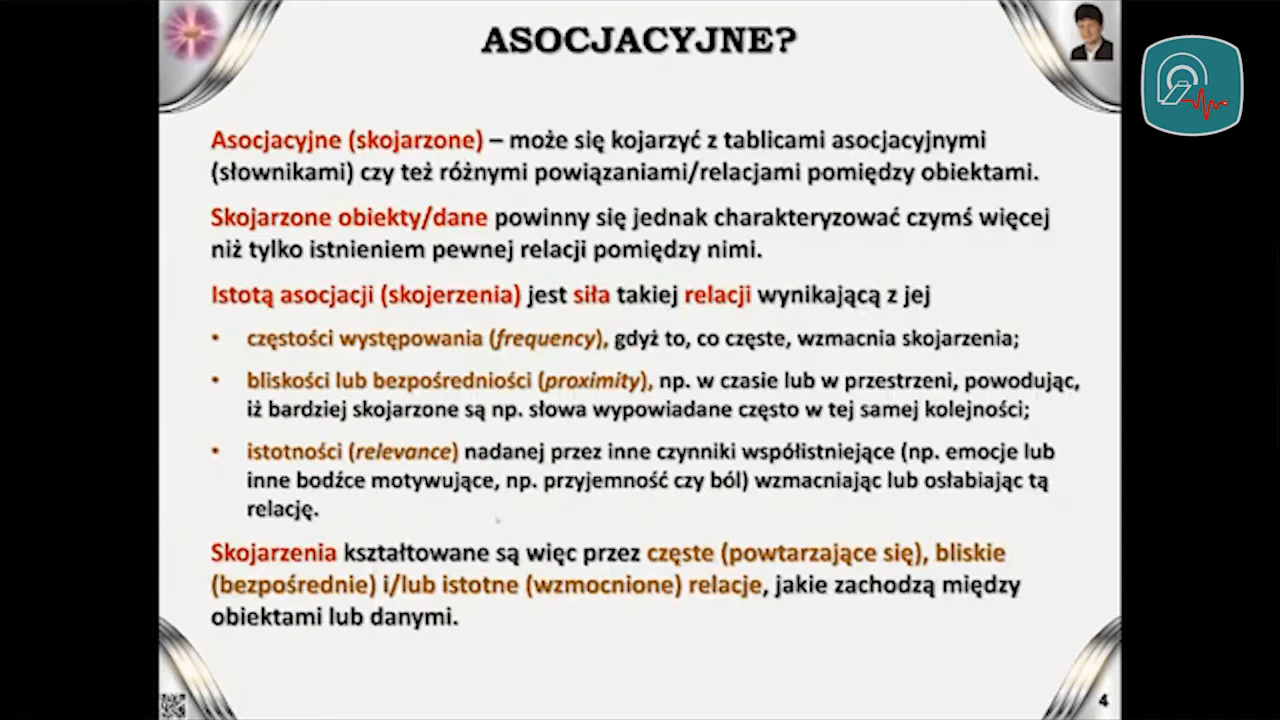 ASOCJACYJNE?
Asocjacyjne (skojarzone) – może się kojarzyć z tablicami asocjacyjnymi
(słownikami) czy też różnymi powiązaniami/relacjami pomiędzy obiektami.
Skojarzone obiekty/dane powinny się jednak charakteryzować czymś więcej
niż tylko istnieniem pewnej relacji pomiędzy nimi.
Istotą asocjacji (skojerzenia) jest siła takiej relacji wynikającą z jej
• częstości występowania (frequency), gdyż to, co częste, wzmacnia skojarzenia;
• bliskości lub bezpośredniości (proximity), np. w czasie lub w przestrzeni, powodując,
iż bardziej skojarzone są np. słowa wypowiadane często w tej samej kolejności;
• istotności (relevance) nadanej przez inne czynniki współistniejące (np. emocje lub
inne bodźce motywujące, np. przyjemność czy ból) wzmacniając lub osłabiając tą
relację.
Skojarzenia kształtowane są więc przez częste (powtarzające się), bliskie
(bezpośrednie) i/lub istotne (wzmocnione) relacje, jakie zachodzą między
obiektami lub danymi.
4